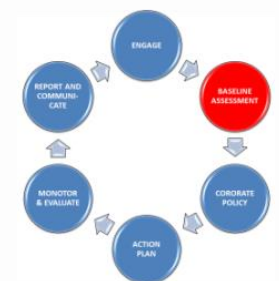 ENGAGE
BASELINE
ASSESSMENT
CORORATE
POLICY
ACTION
PLAN
MONOTOR
& EVALUATE
REPORT AND
COMMUNI-
CATE